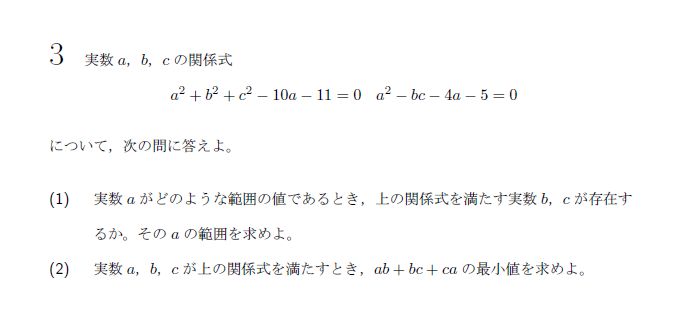 3 実数 a, b, c の関係式
a² + b² + c² − 10a − 11 = 0 a² − bc − 4a − 5 = 0
について，次の問に答えよ。
(1) 実数 a がどのような範囲の値であるとき，上の関係式を満たす実数 b, c が存在す
るか。その a の範囲を求めよ。
(2) 実数 a, b, c が上の関係式を満たすとき，ab + bc + ca の最小値を求めよ。